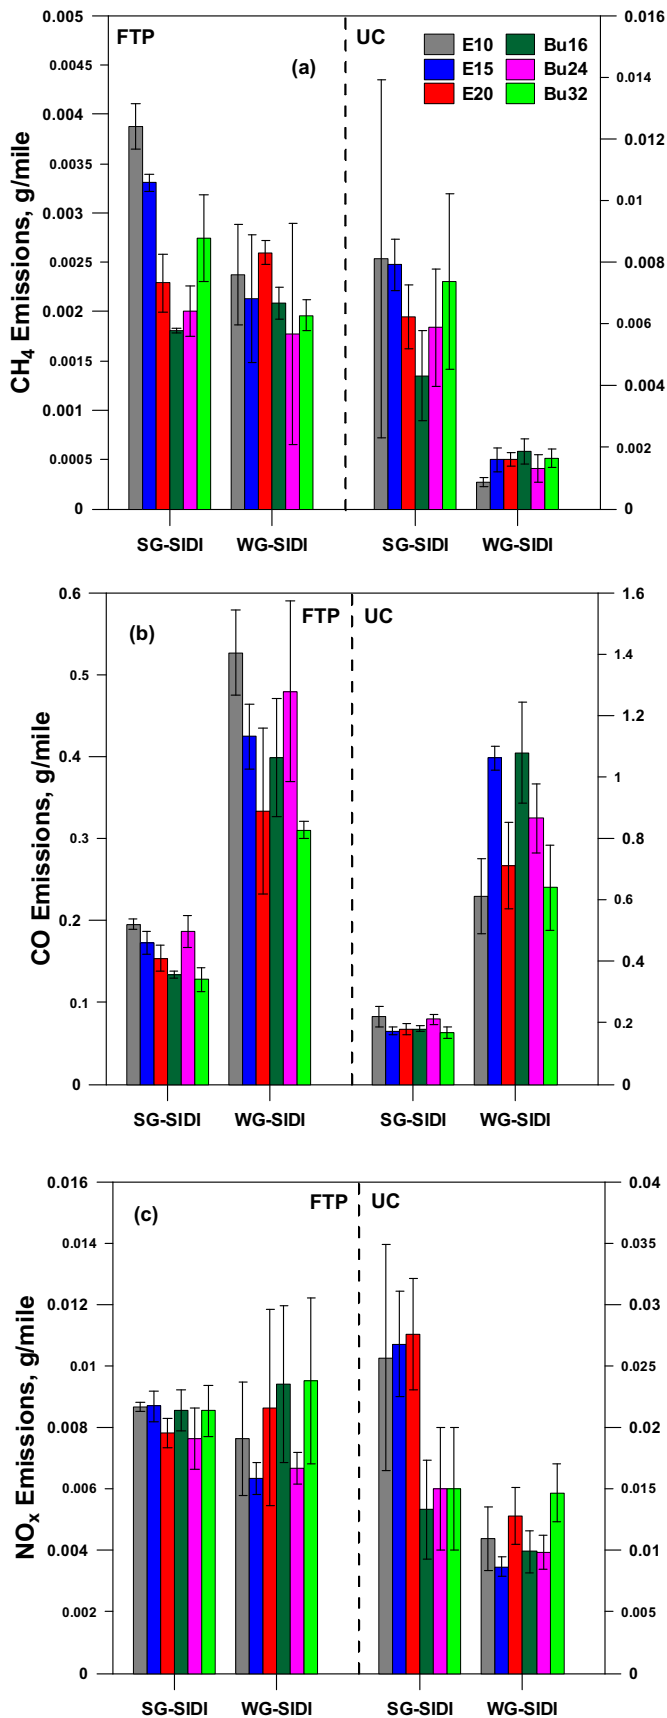 0.005
0.0045
0.004
0.0035
0.003
0.0025
0.002
0.0015
0.001
0.0005
0
CH₄ Emissions, g/mile
FTP
(a)
UC
E10
E15
E20
Bu16
Bu24
Bu32
0.016
0.014
0.012
0.01
0.008
0.006
0.004
0.002
0
SG-SIDI WG-SIDI SG-SIDI WG-SIDI
0.6
0.5
0.4
0.3
0.2
0.1
0
CO Emissions, g/mile
(b)
FTP
UC
1.6
1.4
1.2
1
0.8
0.6
0.4
0.2
0
SG-SIDI WG-SIDI SG-SIDI WG-SIDI
0.016
0.014
0.012
0.01
0.008
0.006
0.004
0.002
0
NOₓ Emissions, g/mile
(c)
FTP
UC
0.04
0.035
0.03
0.025
0.02
0.015
0.01
0.005
0
SG-SIDI WG-SIDI SG-SIDI WG-SIDI